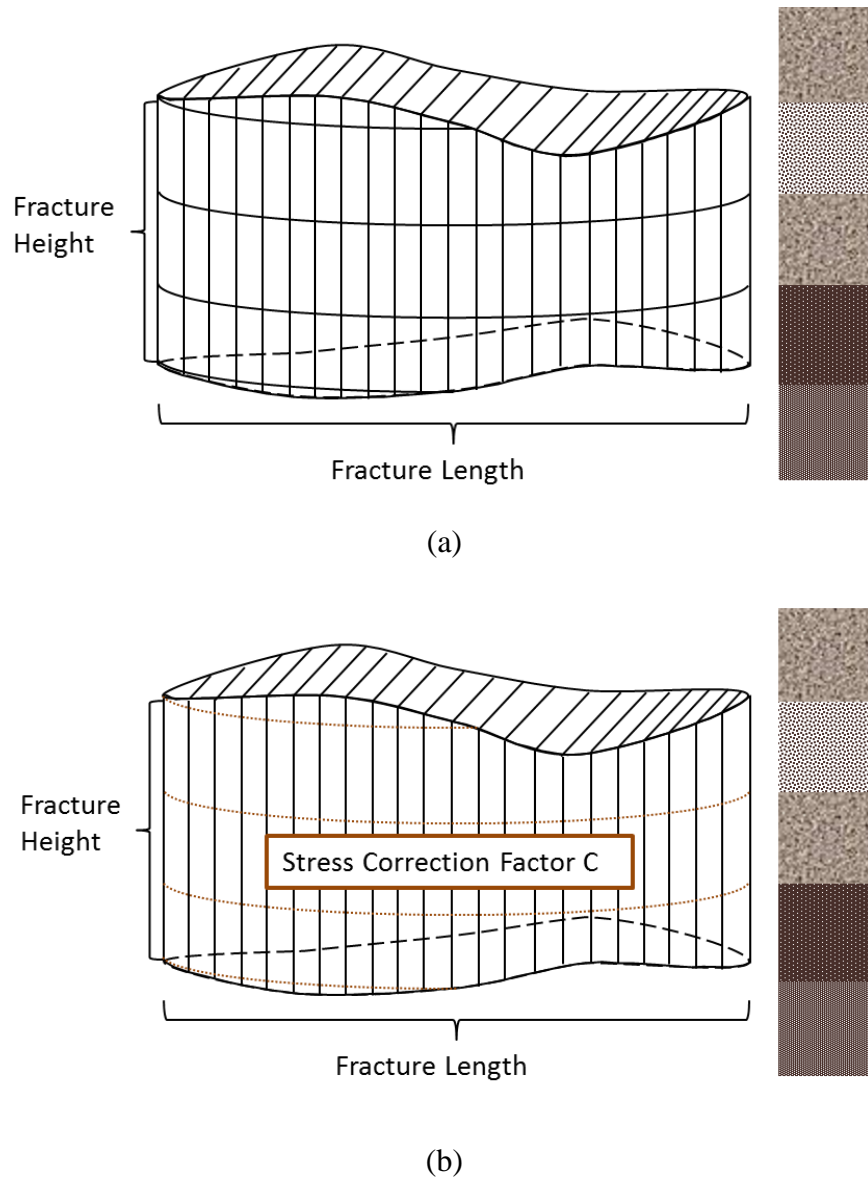 Fracture
Height
Fracture Length
(a)
Fracture
Height
Stress Correction Factor C
Fracture Length
(b)